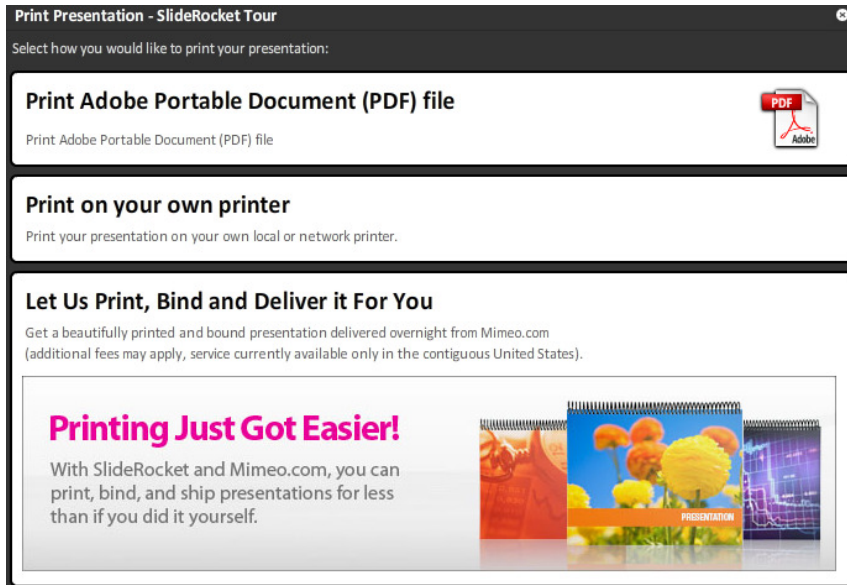 Print Presentation - SlideRocket Tour
Select how you would like to print your presentation:
Print Adobe Portable Document (PDF) file
Print Adobe Portable Document (PDF) file
PDF
Adobe
Print on your own printer
Print your presentation on your own local or network printer.
Let Us Print, Bind and Deliver it For You
Get a beautifully printed and bound presentation delivered overnight from Mimeo.com
(additional fees may apply, service currently available only in the contiguous United States).
Printing Just Got Easier!
With SlideRocket and Mimeo.com, you can
print, bind, and ship presentations for less
than if you did it yourself.
PRESENTATION